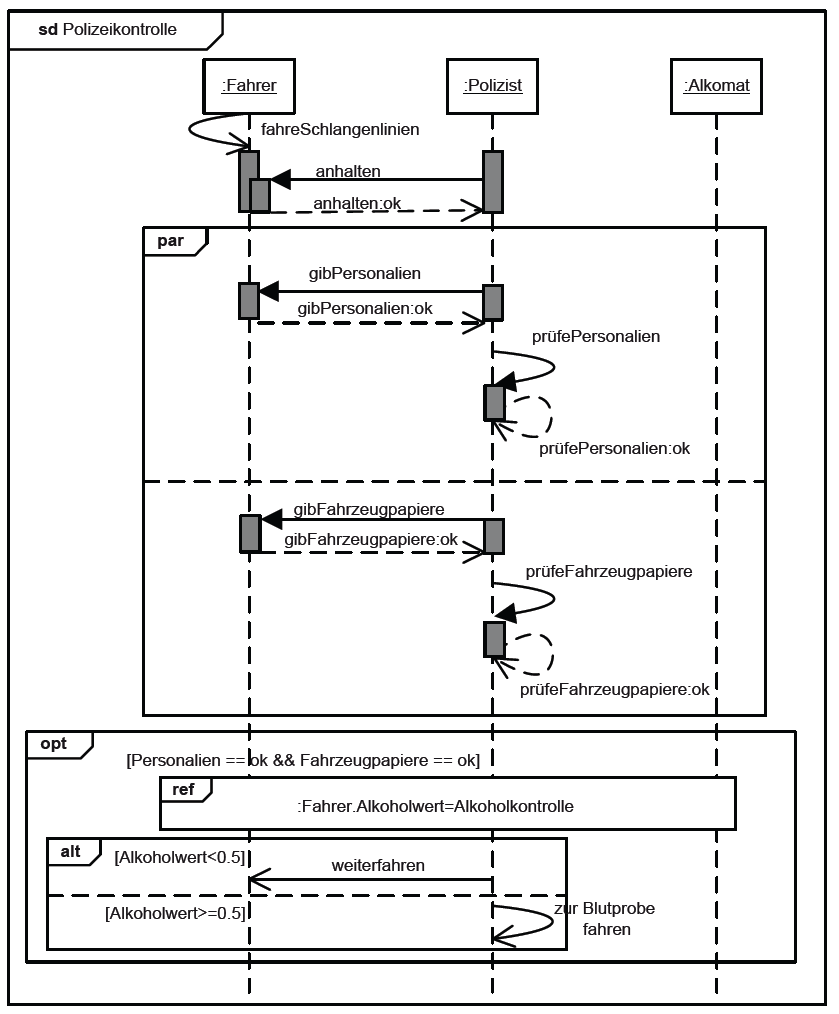 sd Polizeikontrolle
:Fahrer
:Polizist
:Alkomat
fahreSchlangenlinien
anhalten
anhalten:ok
par
gibPersonalien
gibPersonalien:ok
prüfePersonalien
prüfePersonalien:ok
gibFahrzeugpapiere
gibFahrzeugpapiere:ok
prüfeFahrzeugpapiere
prüfeFahrzeugpapiere:ok
opt
[Personalien == ok && Fahrzeugpapiere == ok]
ref
:Fahrer.Alkoholwert=Alkoholkontrolle
alt
[Alkoholwert<0.5]
weiterfahren
[Alkoholwert>=0.5]
zur Blutprobe
fahren